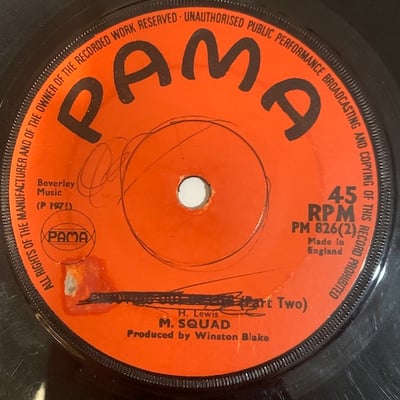 ALL RIGHTS OF THE MANUFACTURER AND OF THE OWNER OF THE RECORDED WORK RESERVED · UNAUTHORISED PUBLIC PERFORMANCE BROADCASTING AND COPYING OF THIS RECORD PROHIBITED
PAMA
Beverley
Music
(P 1971)
PAMA
45
RPM
PM 826(2)
Made in
England
(Part Two)
H. Lewis
M. SQUAD
Produced by Winston Blake